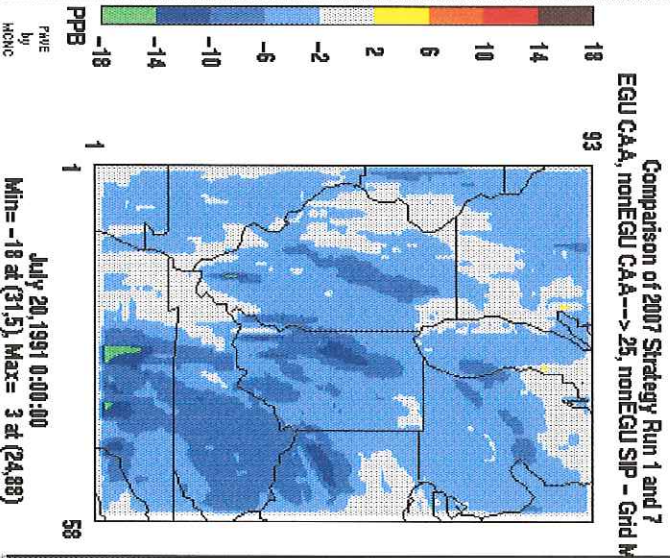 Comparison of 2007 Strategy Run 1 and 7
EGU CAA, nonEGU CAA--> 25, nonEGU SIP - Grid M
PPB
18
14
10
6
2
-2
-6
-10
-14
-18
PAVE
by
MCNC
93
1
1
58
July 20,1991 0:00:00
Min= -18 at (31,5), Max= 3 at (24,88)